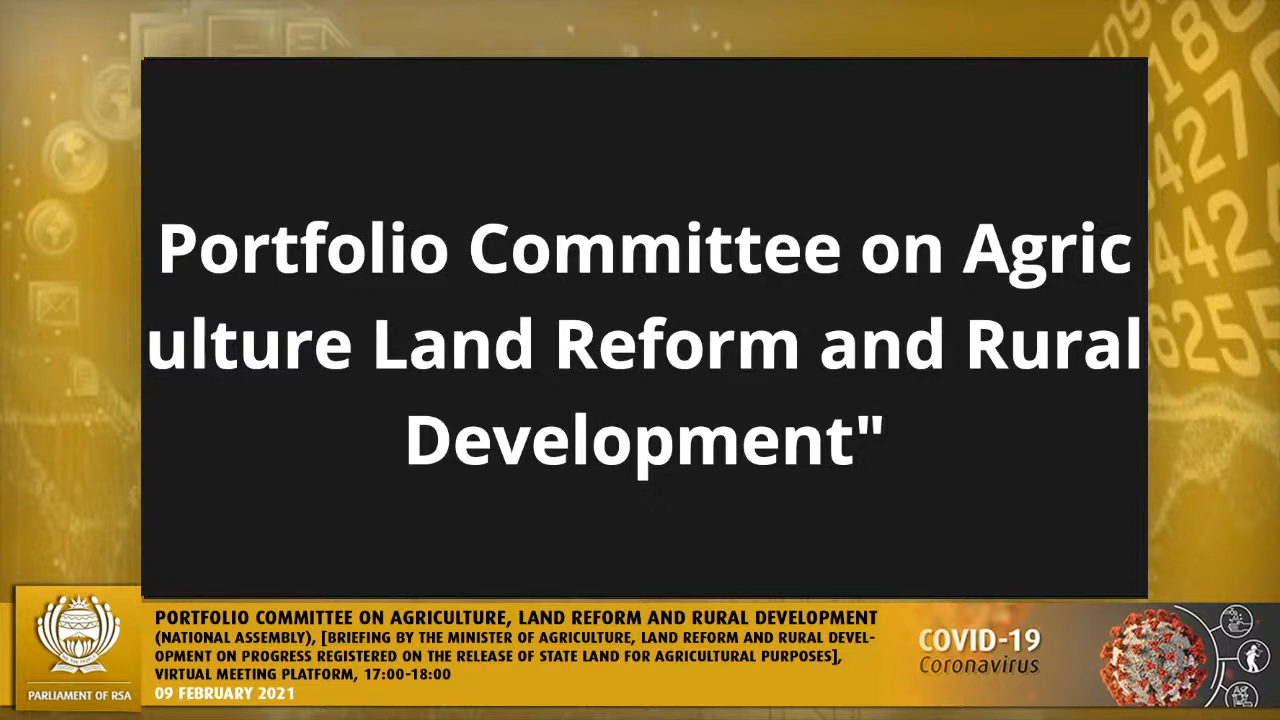 Portfolio Committee on Agric
ulture Land Reform and Rural
Development"
PORTFOLIO COMMITTEE ON AGRICULTURE, LAND REFORM AND RURAL DEVELOPMENT
(NATIONAL ASSEMBLY), [BRIEFING BY THE MINISTER OF AGRICULTURE, LAND REFORM AND RURAL DEVEL-
OPMENT ON PROGRESS REGISTERED ON THE RELEASE OF STATE LAND FOR AGRICULTURAL PURPOSES],
VIRTUAL MEETING PLATFORM, 17:00-18:00
09 FEBRUARY 2021
PARLIAMENT OF RSA
COVID-19
Coronavirus
427
442
6255